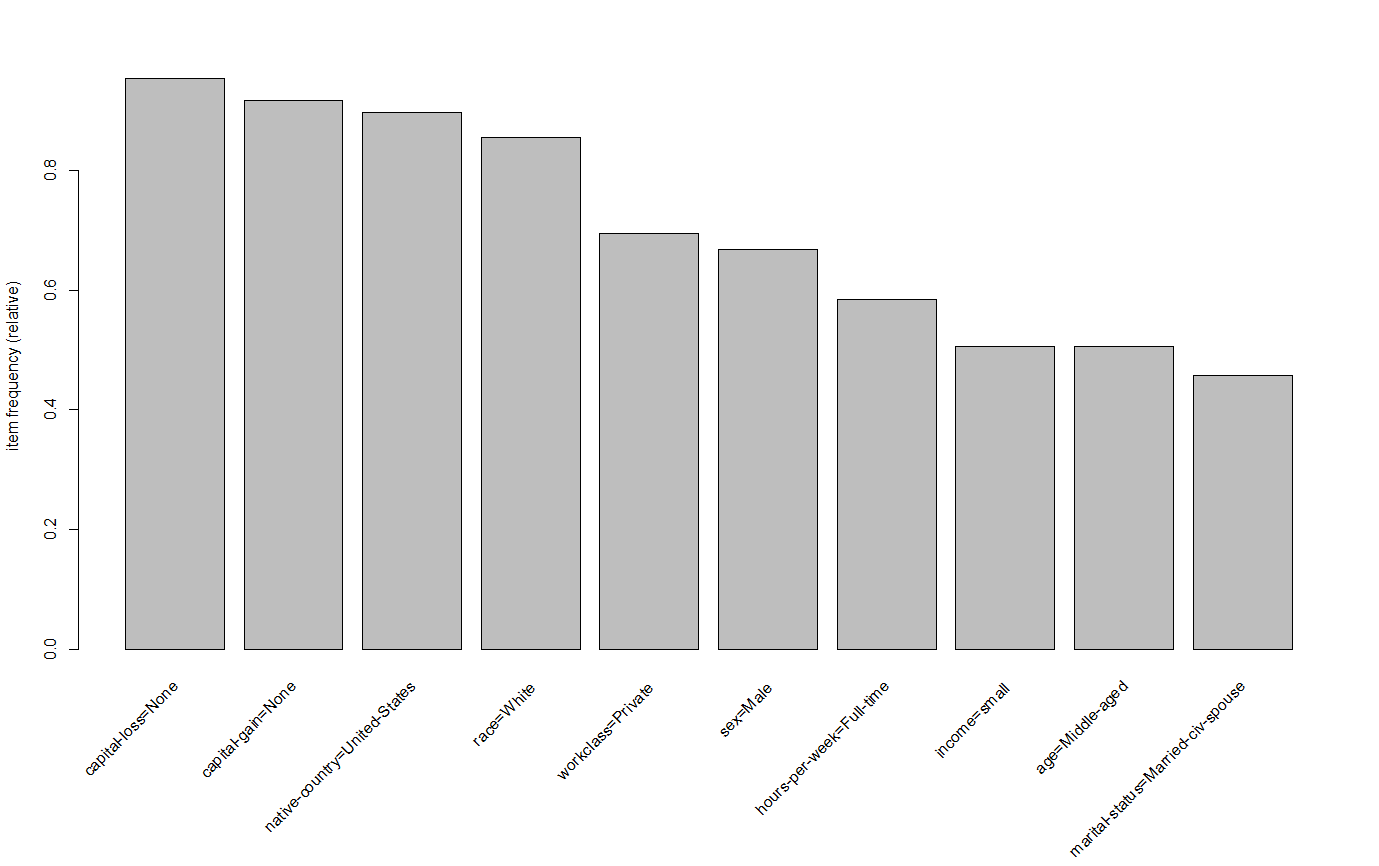 item frequency (relative)
0.8
0.6
0.4
0.2
0.0
capital-loss=None
capital-gain=None
native-country=United-States
race=White
workclass=Private
sex=Male
hours-per-week=Full-time
income=small
age=Middle-aged
marital-status=Married-civ-spouse